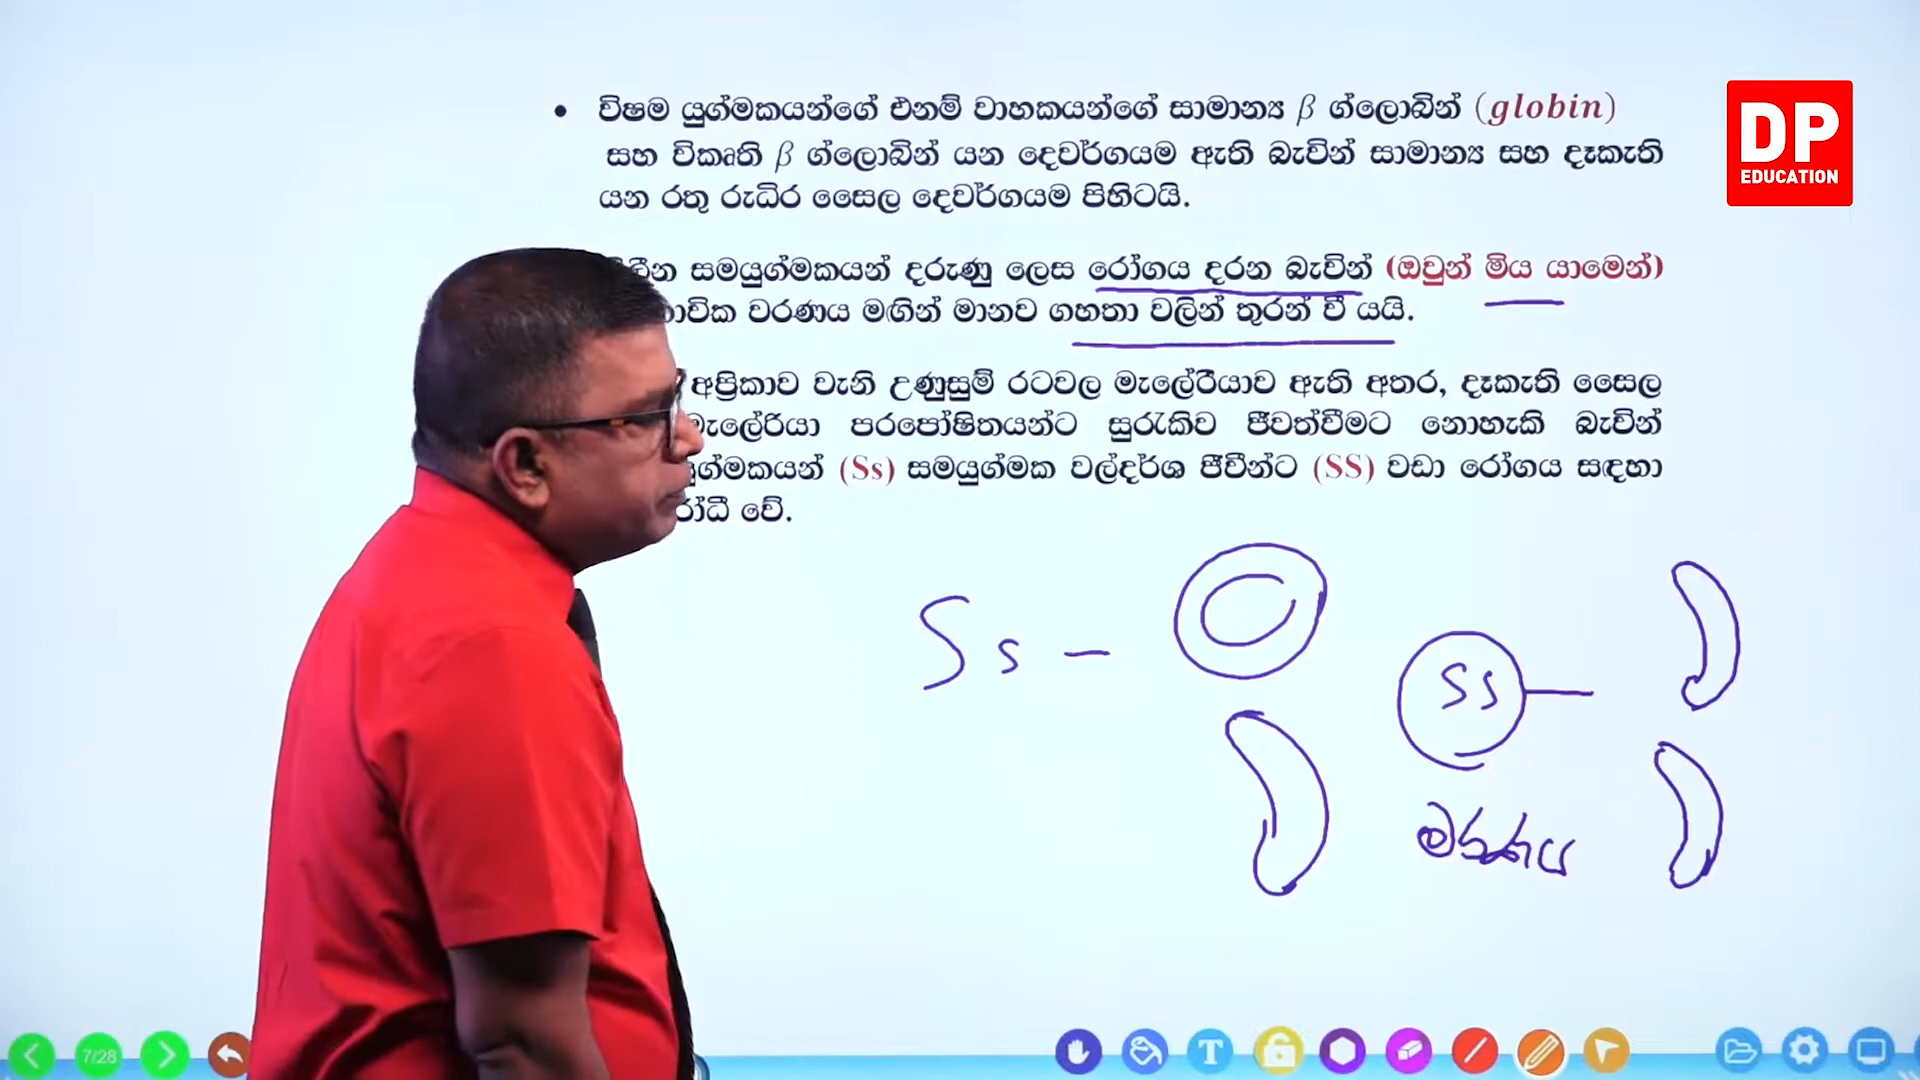 • විෂම යුග්මකයන්ගේ එනම් වාහකයන්ගේ සාමාන්‍ය β ග්ලොබින් (globin)
සහ විකෘති β ග්ලොබින් යන දෙවර්ගයම ඇති බැවින් සාමාන්‍ය සහ දෑකැති
යන රතු රුධිර සෛල දෙවර්ගයම පිහිටයි.
සමයුග්මකයන් දරුණු ලෙස රෝගය දරන බැවින් (ඔවුන් මිය යාමෙන්)
වරණය මඟින් මානව ගහතා වලින් තුරන් වී යයි.
අප්‍රිකාව වැනි උණුසුම් රටවල මැලේරියාව ඇති අතර, දෑකැති සෛල
මැලේරියා පරපෝෂිතයන්ට සුරැකිව ජීවත්වීමට නොහැකි බැවින්
(Ss) සමයුග්මක වල්දර්ශ ජීවීන්ට (SS) වඩා රෝගය සඳහා
වේ.
Ss –
ss
මරණය
DP
EDUCATION
7/28
T